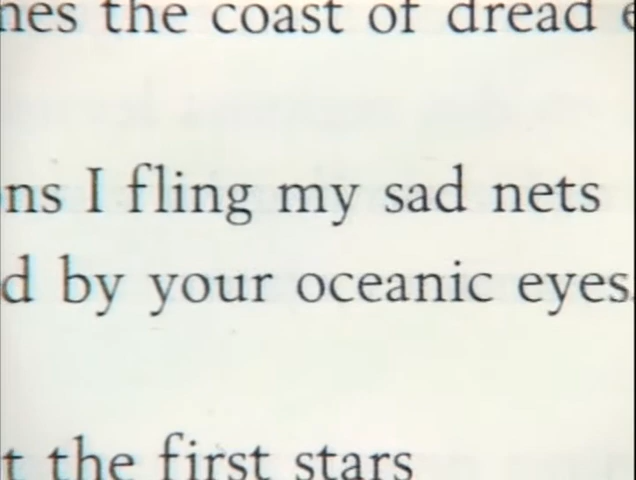 nes the coast of dread e
ns I fling my sad nets
d by your oceanic eyes.
t the first stars